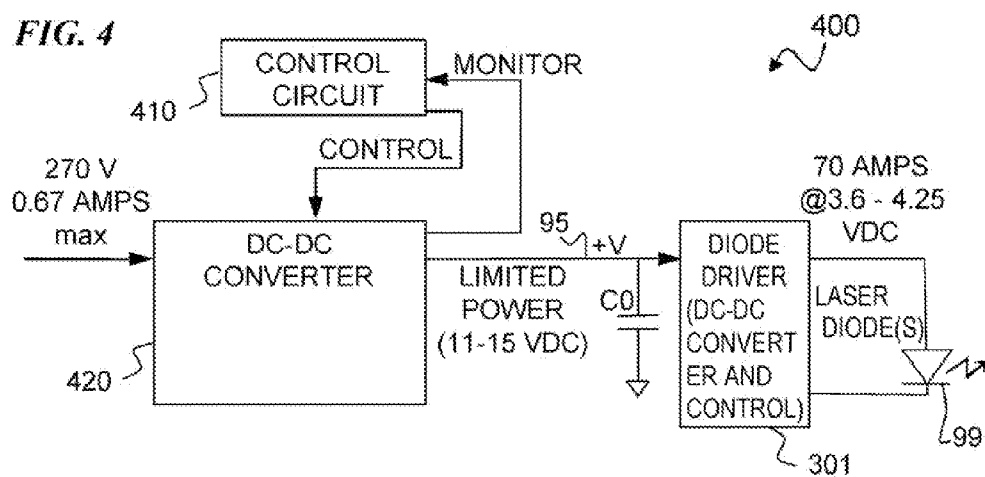 FIG. 4
400
CONTROL
CIRCUIT
MONITOR
410
CONTROL
270 V
0.67 AMPS
max
DC-DC
CONVERTER
95
+V
LIMITED
POWER
(11-15 VDC)
C0
420
70 AMPS
@3.6 - 4.25
VDC
DIODE
DRIVER
(DC-DC
CONVERT
ER AND
CONTROL)
LASER
DIODE(S)
301
99